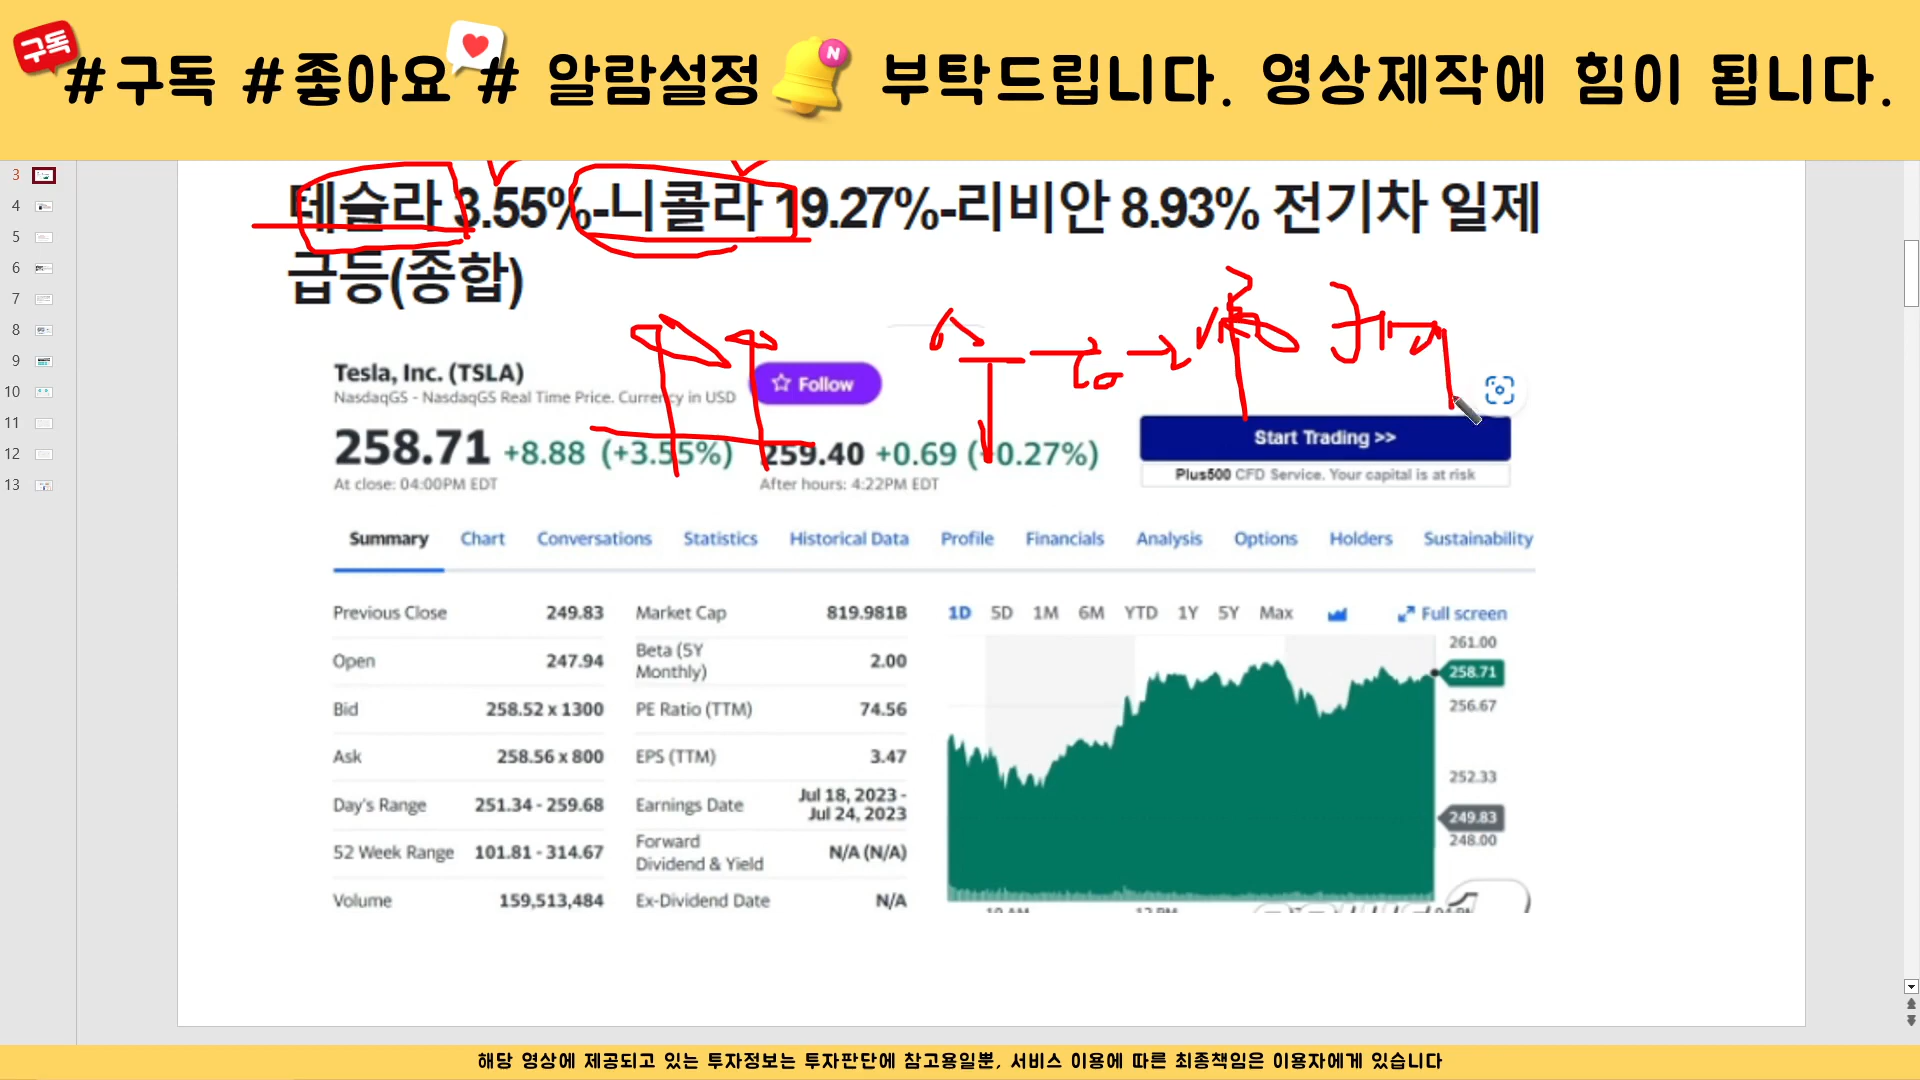 구독
#구독 #좋아요 # 알람설정 N 부탁드립니다. 영상제작에 힘이 됩니다.
3
4
5
6
7
8
9
10
11
12
13
테슬라 3.55%-니콜라 19.27%-리비안 8.93% 전기차 일제
급등(종합)
Tesla, Inc. (TSLA)
NasdaqGS - NasdaqGS Real Time Price. Currency in USD
Follow
258.71 +8.88 (+3.55%) 259.40 +0.69 (+0.27%)
At close: 04:00PM EDT After hours: 4:22PM EDT
Start Trading >>
Plus500 CFD Service. Your capital is at risk
Summary Chart Conversations Statistics Historical Data Profile Financials Analysis Options Holders Sustainability
Previous Close 249.83
Open 247.94
Bid 258.52 x 1300
Ask 258.56 x 800
Day's Range 251.34 - 259.68
52 Week Range 101.81 - 314.67
Volume 159,513,484
Market Cap 819.981B
Beta (5Y Monthly) 2.00
PE Ratio (TTM) 74.56
EPS (TTM) 3.47
Earnings Date Jul 18, 2023 - Jul 24, 2023
Forward Dividend & Yield N/A (N/A)
Ex-Dividend Date N/A
1D 5D 1M 6M YTD 1Y 5Y Max Full screen
261.00
258.71
256.67
252.33
249.83
248.00
10 AM 12 PM 04 PM
해당 영상에 제공되고 있는 투자정보는 투자판단에 참고용일뿐, 서비스 이용에 따른 최종책임은 이용자에게 있습니다